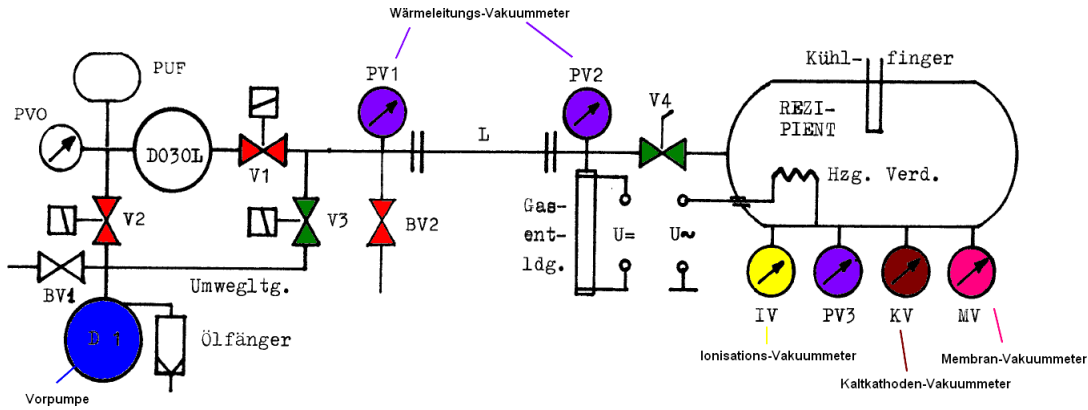 Wärmeleitungs-Vakuummeter
PUF
PV1
PV2
Kühl-finger
PVO
V4
REZI-
PIENT
DO30L
L
V1
Hzg. Verd.
V2
V3
BV2
Gas-
ent-
ldg.
U=
U~
BV1
Umwegltg.
D 1
Ölfänger
IV
PV3
KV
MV
Ionisations-Vakuummeter
Membran-Vakuummeter
Kaltkathoden-Vakuummeter
Vorpumpe